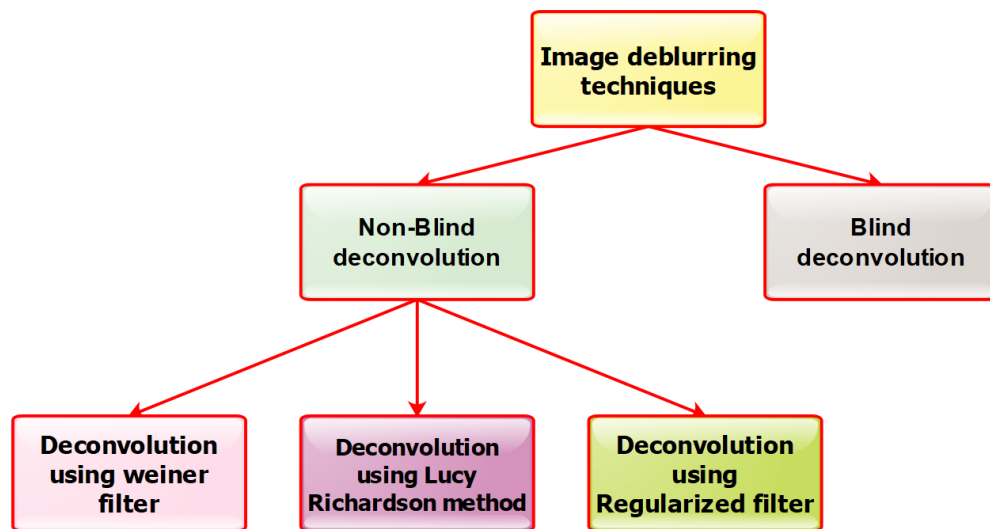 Image deblurring
techniques
Non-Blind
deconvolution
Blind
deconvolution
Deconvolution
using weiner
filter
Deconvolution
using Lucy
Richardson method
Deconvolution
using
Regularized filter